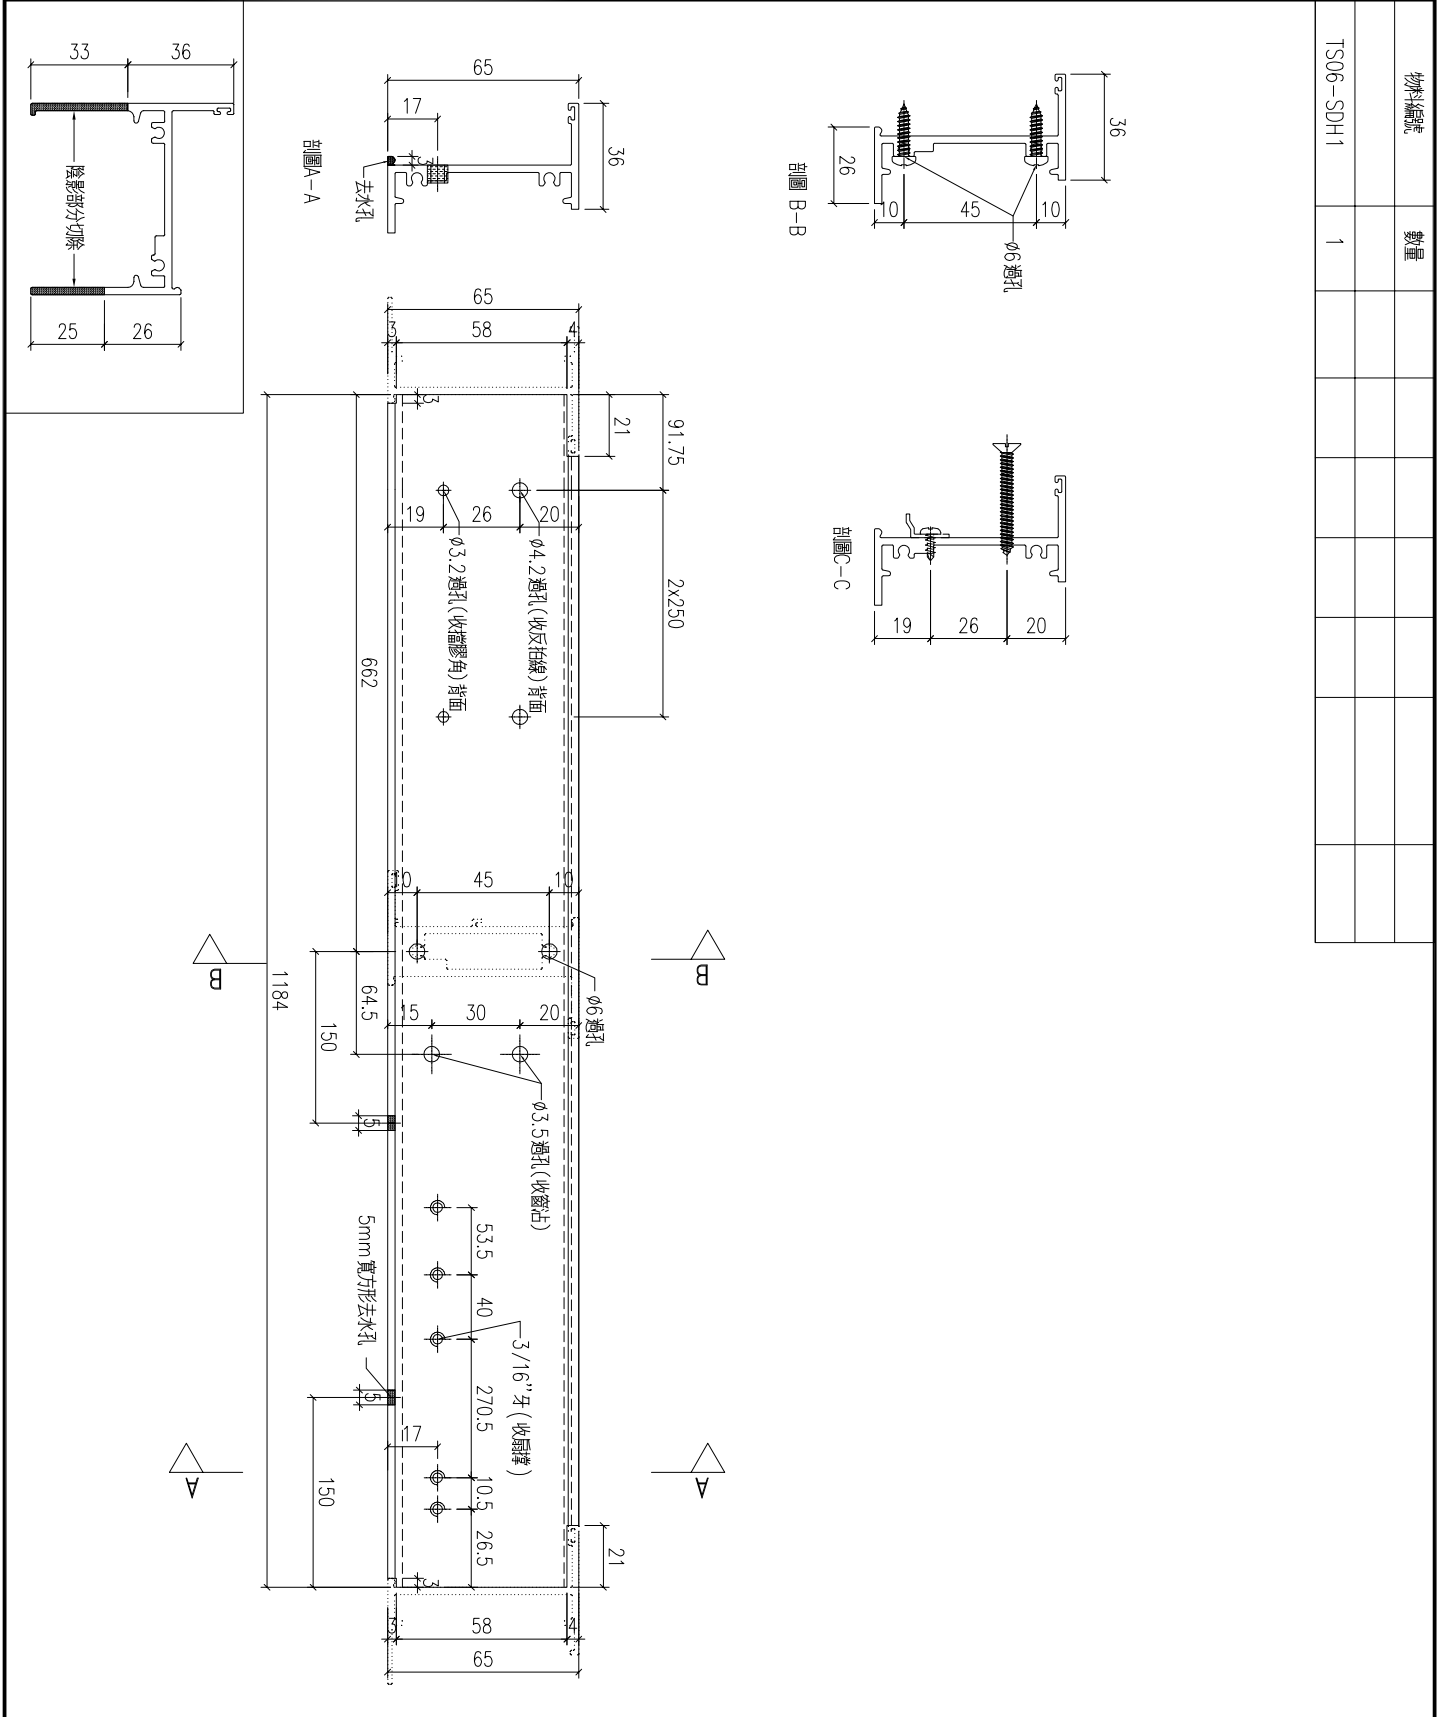 物料編號
數量
TS06-SDH1
1
33
36
陰影部分切除
25
26
65
17
36
3
去水孔
剖圖A-A
36
26
10
45
10
ø6過孔
剖圖 B-B
19
26
20
剖圖C-C
65
3
58
4
3
21
91.75
2x250
19
26
20
ø4.2過孔(收反拍線)背面
ø3.2過孔(收擋膠角)背面
662
1184
10
45
10
ø6過孔
B
B
64.5
150
15
30
20
ø3.5過孔(收窗沾)
5
53.5
40
270.5
10.5
26.5
3/16"牙(收扇撐)
5mm寬方形去水孔
5
17
150
A
A
21
3
3
58
4
65